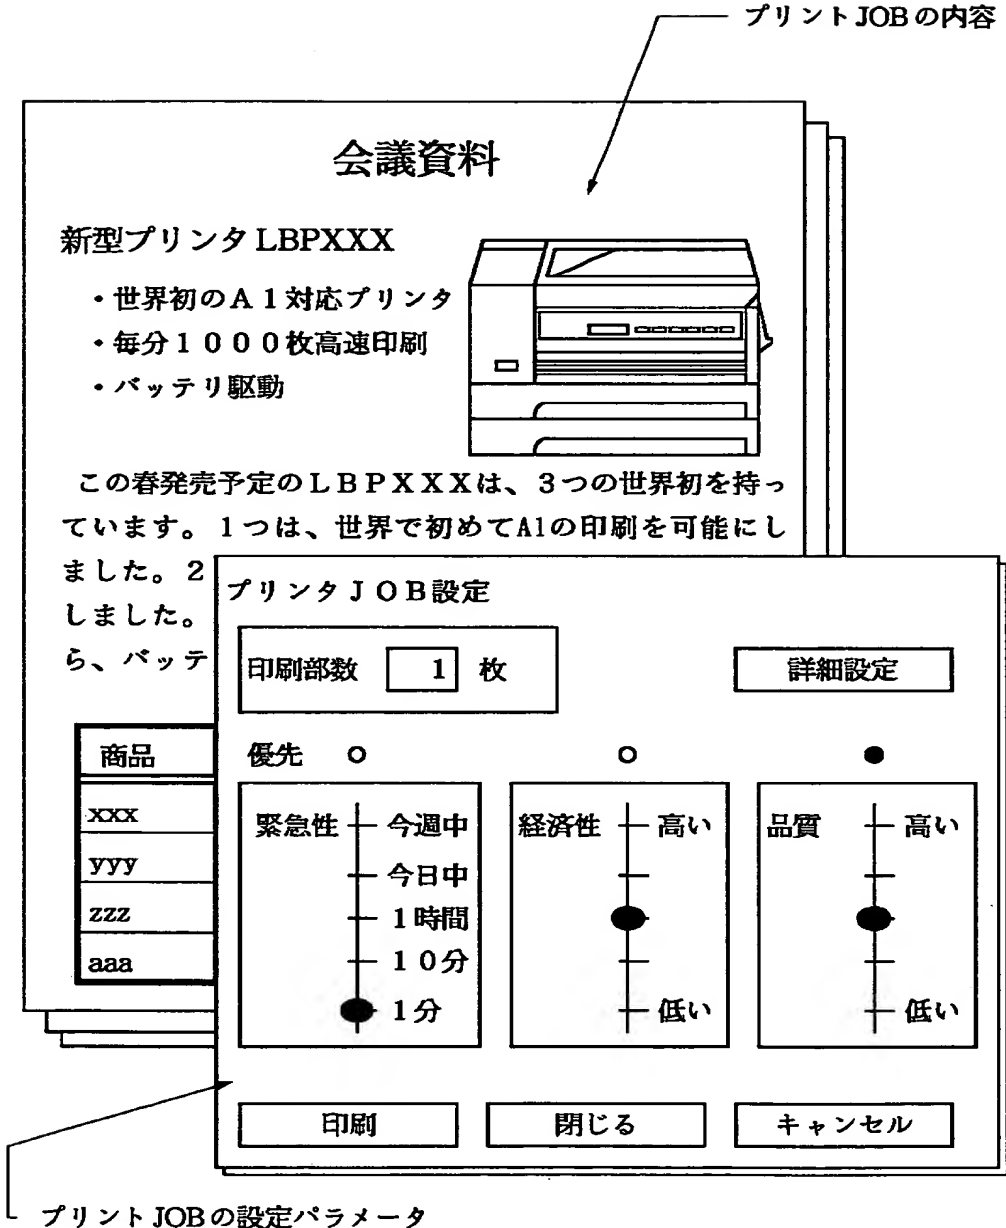 プリントJOBの内容
会議資料
新型プリンタLBPXXX
・世界初のA1対応プリンタ
・毎分1000枚高速印刷
・バッテリ駆動
この春発売予定のLBPXXXは、3つの世界初を持っ
ています。1つは、世界で初めてA1の印刷を可能にし
ました。2
しました。
ら、バッテ
商品
xxx
yyy
zzz
aaa
プリンタJOB設定
印刷部数 1 枚
詳細設定
優先
緊急性
今週中
今日中
1時間
10分
1分
経済性
高い
低い
品質
高い
低い
印刷
閉じる
キャンセル
プリントJOBの設定パラメータ